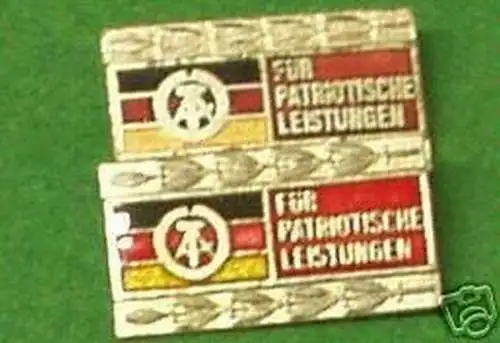 FÜR
PATRIOTISCHE
LEISTUNGEN
FÜR
PATRIOTISCHE
LEISTUNGEN